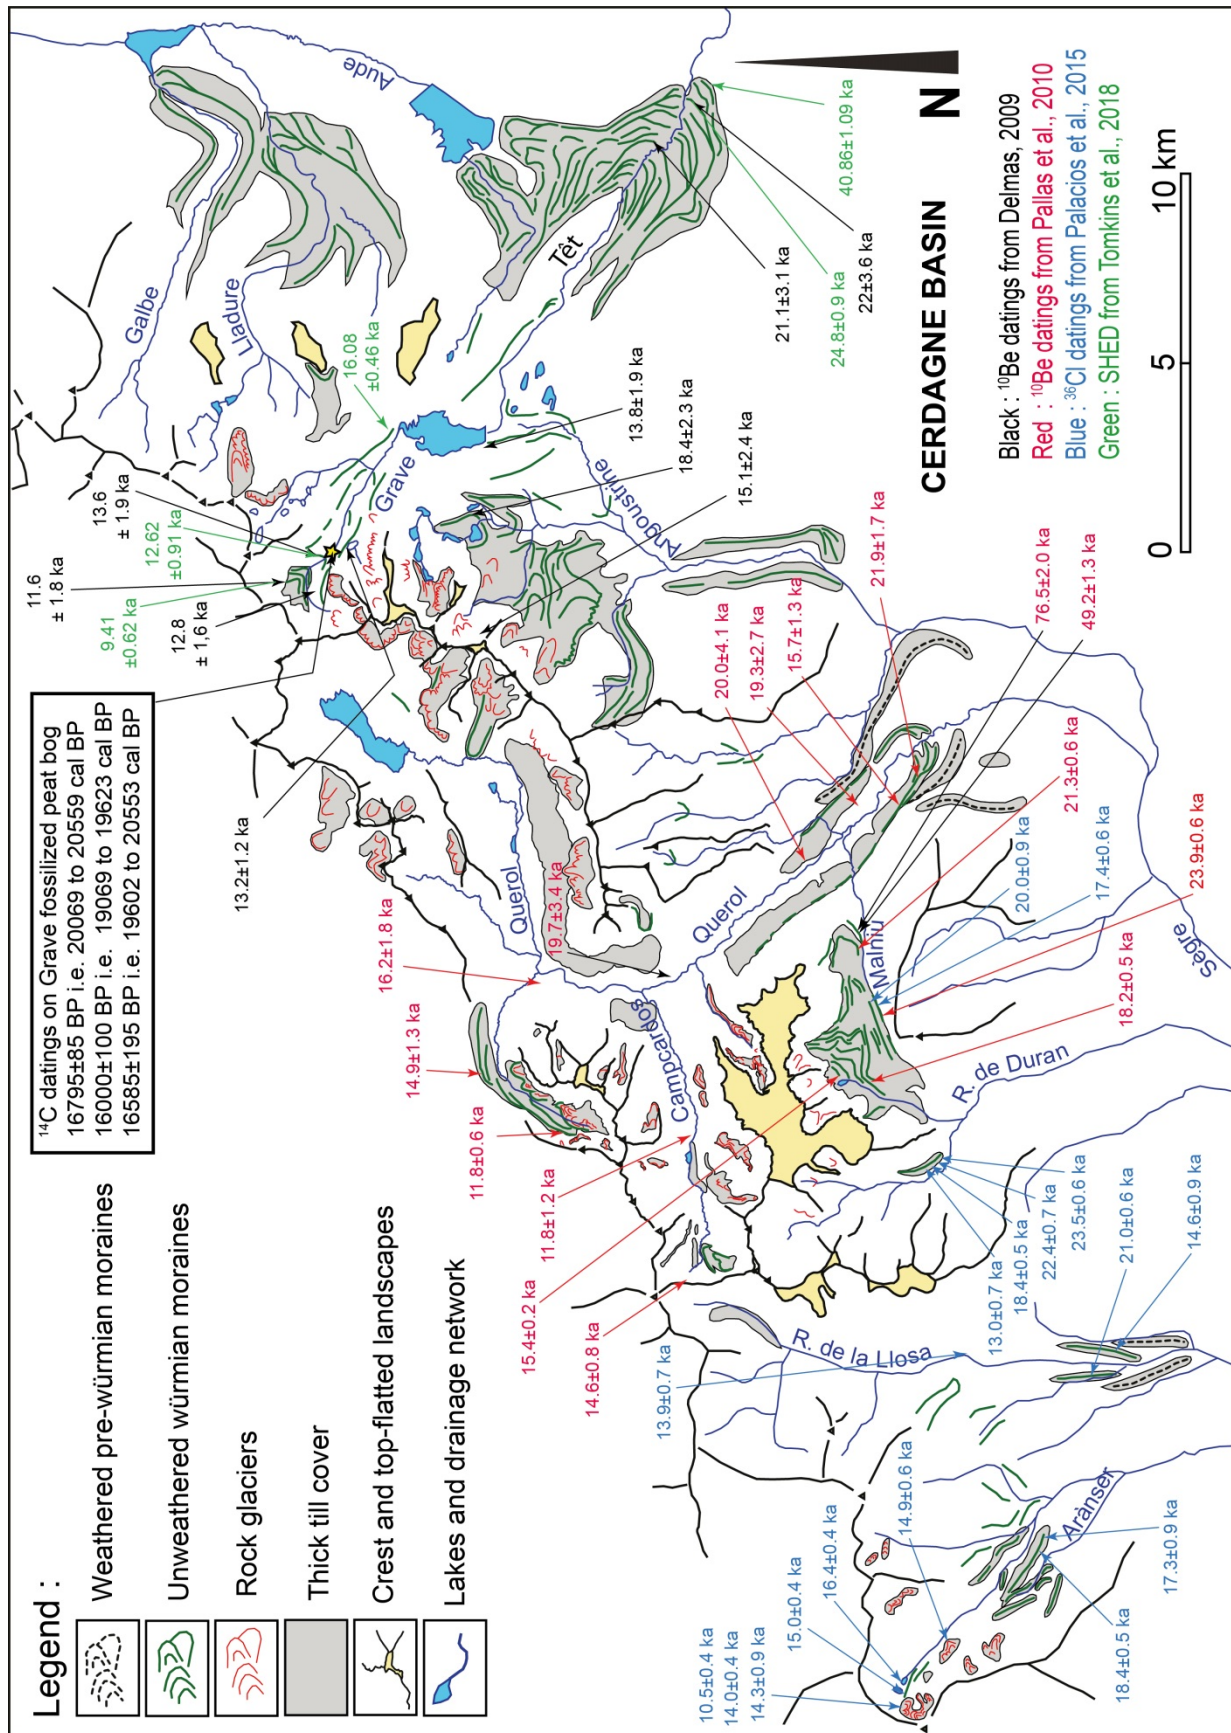 Legend :
Weathered pre-würmian moraines
Unweathered würmian moraines
Rock glaciers
Thick till cover
Crest and top-flatted landscapes
Lakes and drainage network
14C datings on Grave fossilized peat bog
16795±85 BP i.e. 20069 to 20559 cal BP
16000±100 BP i.e. 19069 to 19623 cal BP
16585±195 BP i.e. 19602 to 20553 cal BP
9.41
±0.62 ka
11.6
± 1.8 ka
12.8
± 1,6 ka
12.62
±0.91 ka
13.6
± 1.9 ka
16.08
±0.46 ka
13.2±1.2 ka
13.8±1.9 ka
18.4±2.3 ka
15.1±2.4 ka
Galbe
Lladure
Aude
Grave
Têt
Angoustrine
21.1±3.1 ka
24.8±0.9 ka
22±3.6 ka
40.86±1.09 ka
16.2±1.8 ka
14.9±1.3 ka
11.8±0.6 ka
11.8±1.2 ka
15.4±0.2 ka
14.6±0.8 ka
19.7±3.4 ka
Querol
Querol
Campcardos
20.0±4.1 ka
19.3±2.7 ka
15.7±1.3 ka
21.9±1.7 ka
76.5±2.0 ka
49.2±1.3 ka
21.3±0.6 ka
20.0±0.9 ka
17.4±0.6 ka
23.9±0.6 ka
18.2±0.5 ka
Malniu
R. de Duran
Sègre
13.9±0.7 ka
R. de la Llosa
13.0±0.7 ka
18.4±0.5 ka
22.4±0.7 ka
23.5±0.6 ka
21.0±0.6 ka
14.6±0.9 ka
10.5±0.4 ka
14.0±0.4 ka
14.3±0.9 ka
15.0±0.4 ka
16.4±0.4 ka
14.9±0.6 ka
Arànser
18.4±0.5 ka
17.3±0.9 ka
CERDAGNE BASIN
N
Black : 10Be datings from Delmas, 2009
Red : 10Be datings from Pallas et al., 2010
Blue : 36Cl datings from Palacios et al., 2015
Green : SHED from Tomkins et al., 2018
0 5 10 km